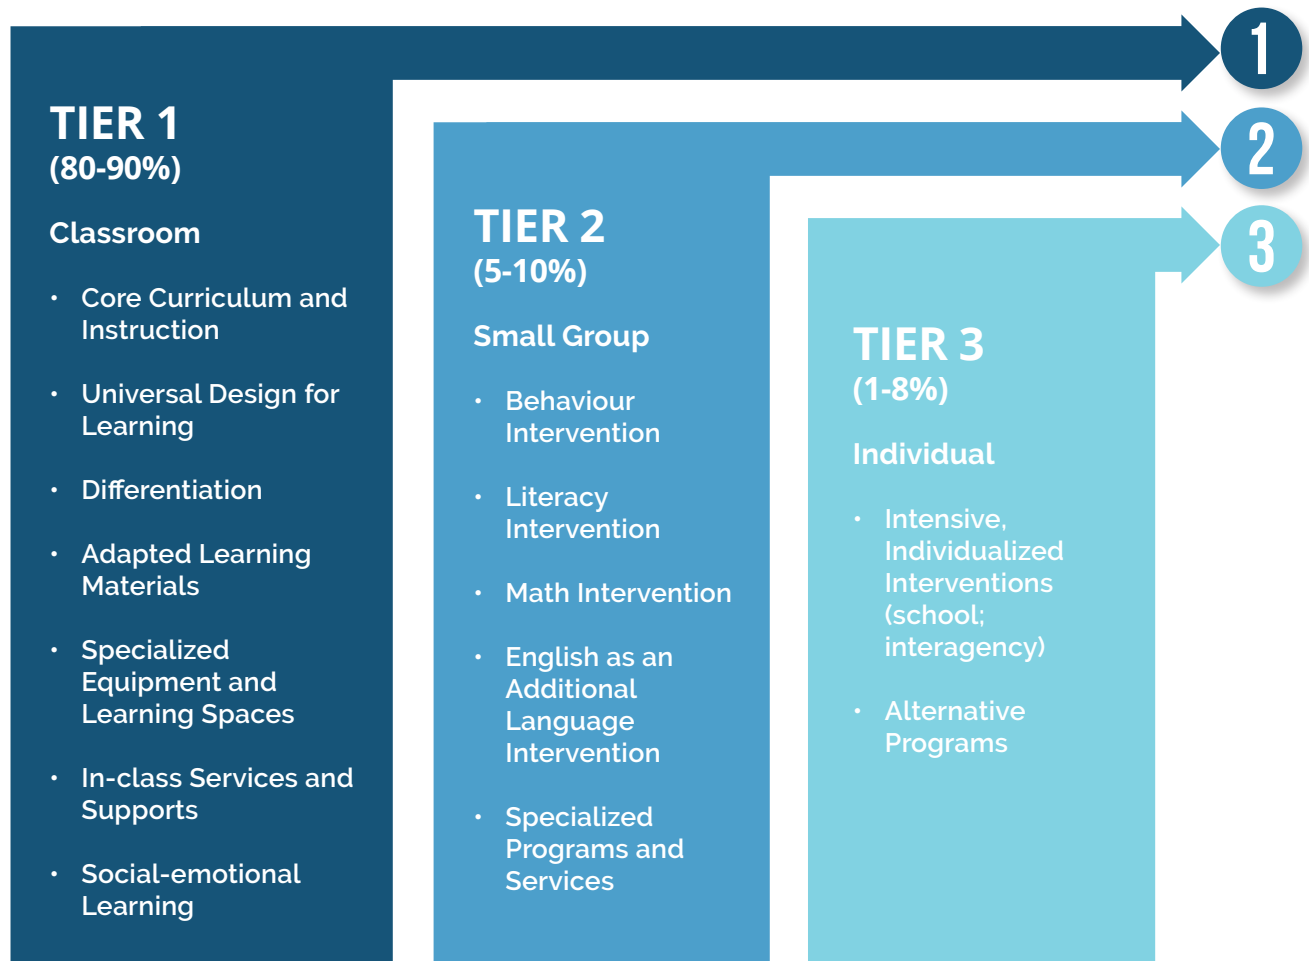 1
2
3
TIER 1
(80-90%)
Classroom
• Core Curriculum and
Instruction
• Universal Design for
Learning
• Differentiation
• Adapted Learning
Materials
• Specialized
Equipment and
Learning Spaces
• In-class Services and
Supports
• Social-emotional
Learning
TIER 2
(5-10%)
Small Group
• Behaviour
Intervention
• Literacy
Intervention
• Math Intervention
• English as an
Additional
Language
Intervention
• Specialized
Programs and
Services
TIER 3
(1-8%)
Individual
• Intensive,
Individualized
Interventions
(school;
interagency)
• Alternative
Programs